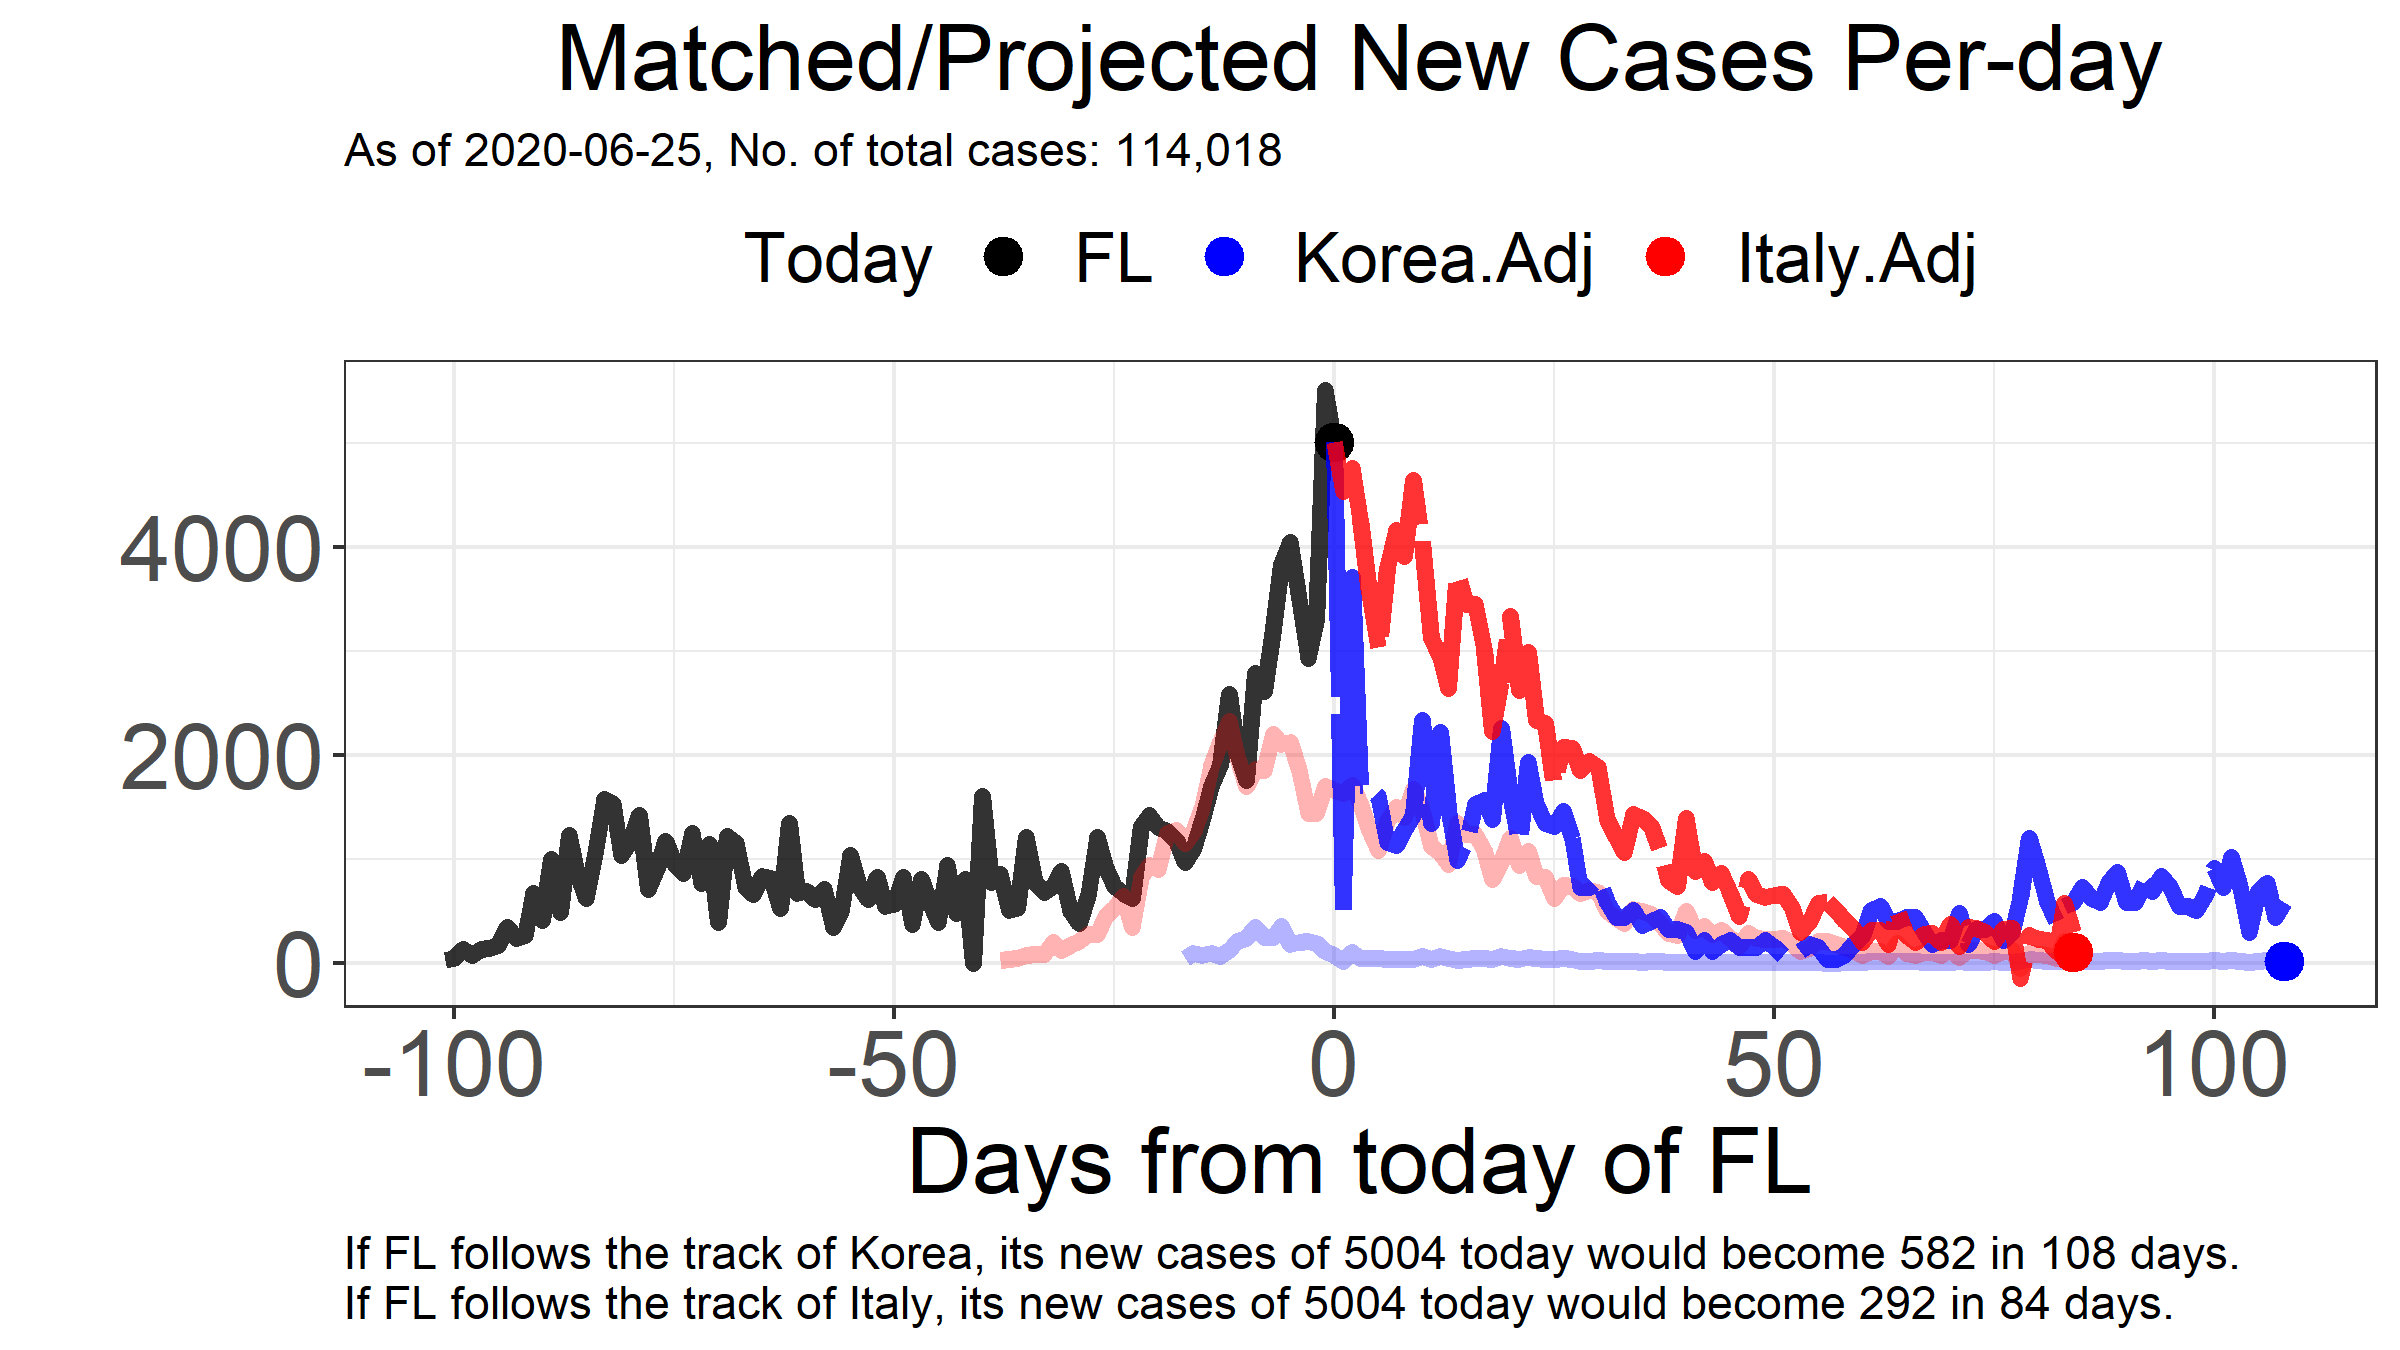 Matched/Projected New Cases Per-day
As of 2020-06-25, No. of total cases: 114,018
Today FL Korea.Adj Italy.Adj
4000
2000
0
-100 -50 0 50 100
Days from today of FL
If FL follows the track of Korea, its new cases of 5004 today would become 582 in 108 days.
If FL follows the track of Italy, its new cases of 5004 today would become 292 in 84 days.